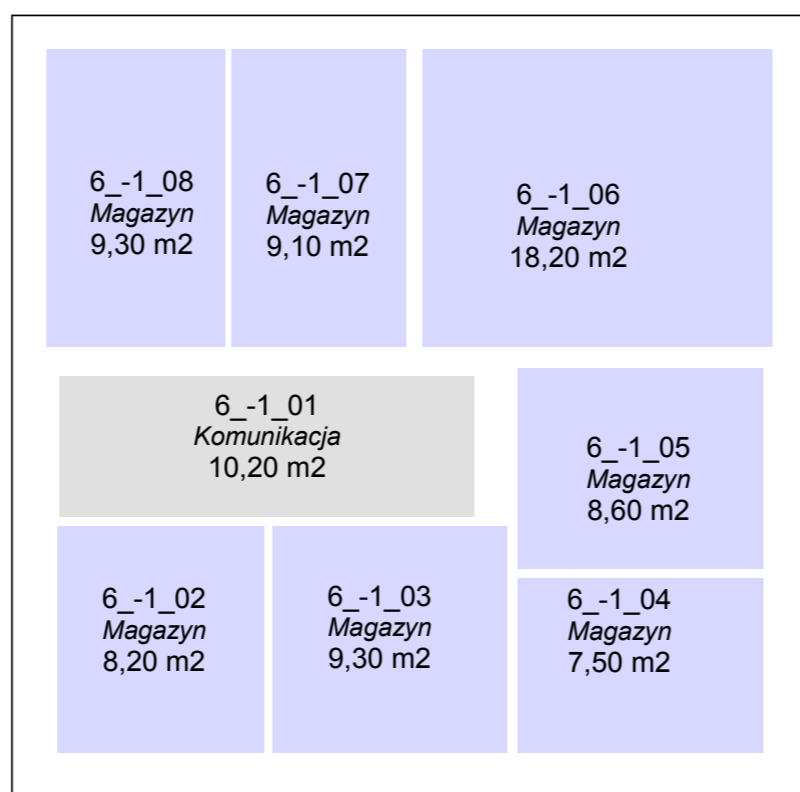 6_-1_08
Magazyn
9,30 m2
6_-1_07
Magazyn
9,10 m2
6_-1_06
Magazyn
18,20 m2
6_-1_01
Komunikacja
10,20 m2
6_-1_05
Magazyn
8,60 m2
6_-1_02
Magazyn
8,20 m2
6_-1_03
Magazyn
9,30 m2
6_-1_04
Magazyn
7,50 m2